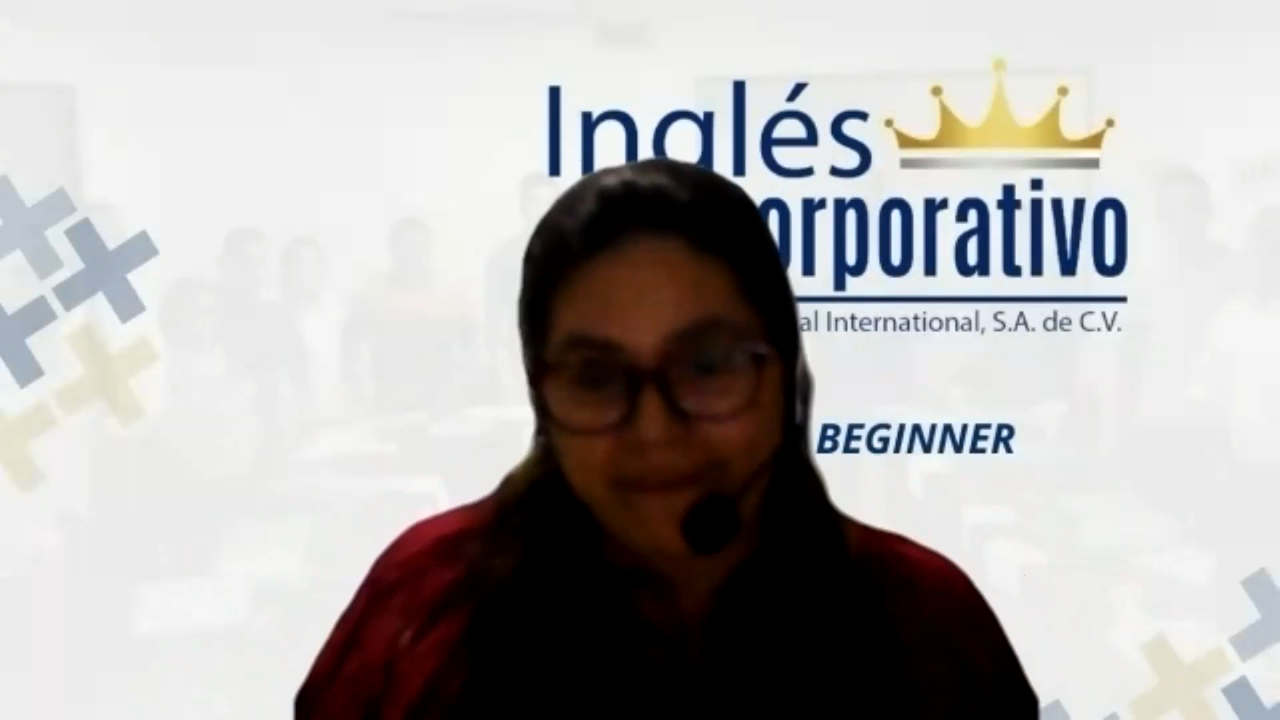 Inglés
orporativo
al International, S.A. de C.V.
BEGINNER